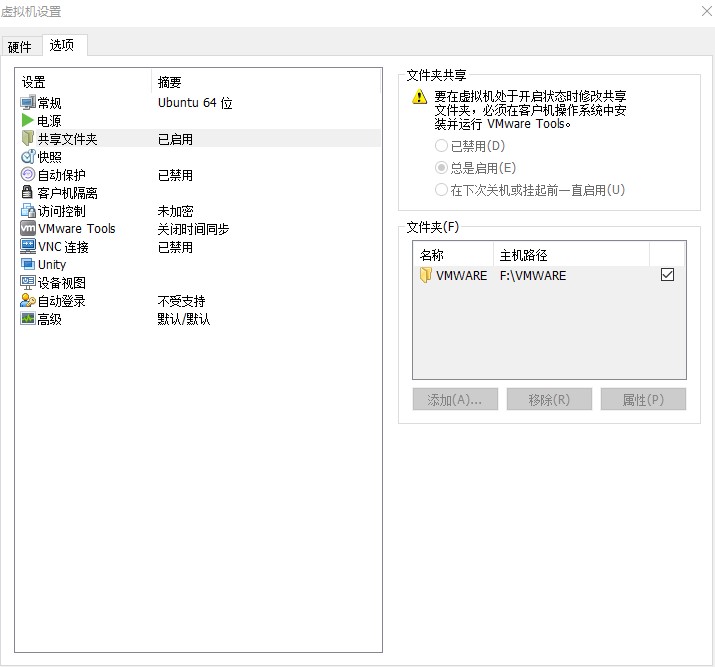 虚拟机设置
硬件 选项
设置 摘要
常规 Ubuntu 64 位
电源
共享文件夹 已启用
快照
自动保护 已禁用
客户机隔离
访问控制 未加密
VMware Tools 关闭时间同步
VNC 连接 已禁用
Unity
设备视图
自动登录 不受支持
高级 默认/默认
文件夹共享
要在虚拟机处于开启状态时修改共享
文件夹，必须在客户机操作系统中安
装并运行 VMware Tools。
已禁用(D)
总是启用(E)
在下次关机或挂起前一直启用(U)
文件夹(F)
名称 主机路径
VMWARE F:\VMWARE
添加(A)... 移除(R) 属性(P)